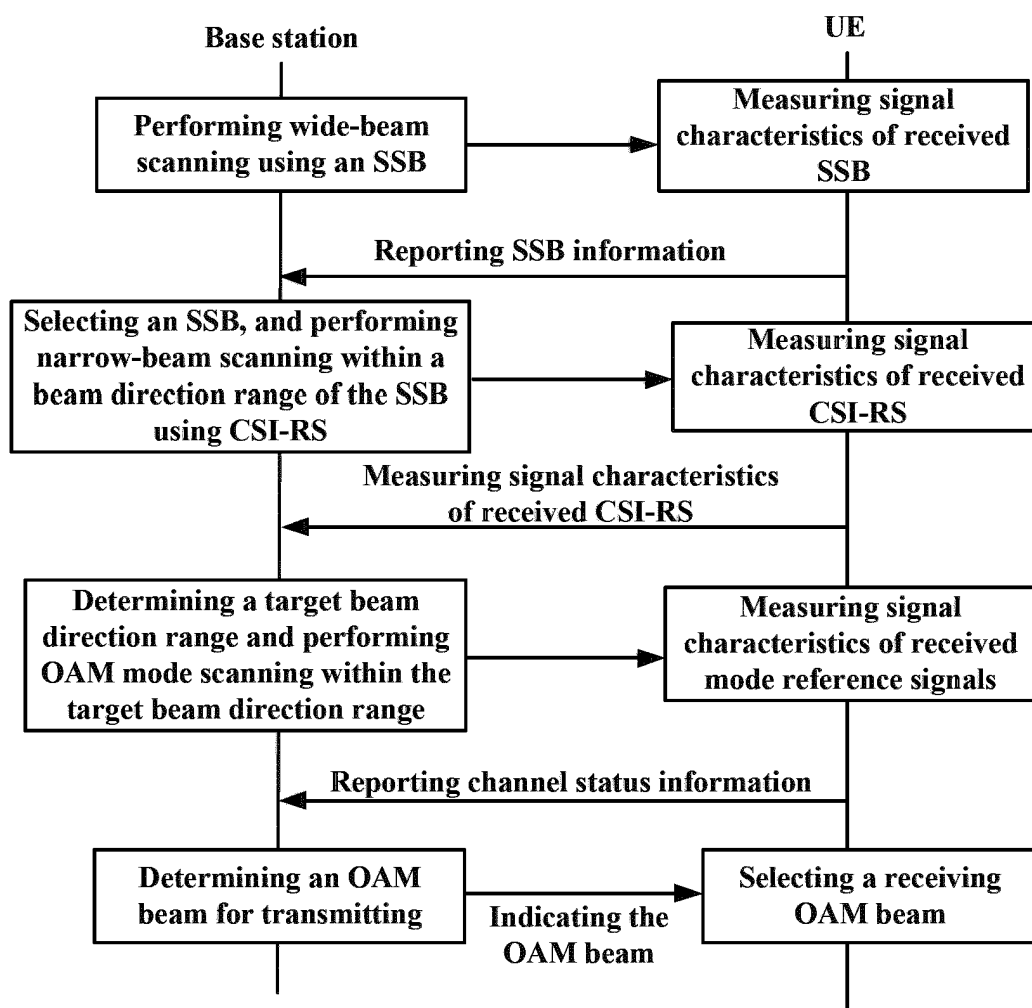 Base station
UE
Performing wide-beam
scanning using an SSB
Measuring signal
characteristics of received
SSB
Reporting SSB information
Selecting an SSB, and performing
narrow-beam scanning within a
beam direction range of the SSB
using CSI-RS
Measuring signal
characteristics of received
CSI-RS
Measuring signal characteristics
of received CSI-RS
Determining a target beam
direction range and performing
OAM mode scanning within the
target beam direction range
Measuring signal
characteristics of received
mode reference signals
Reporting channel status information
Determining an OAM
beam for transmitting
Indicating the
OAM beam
Selecting a receiving
OAM beam